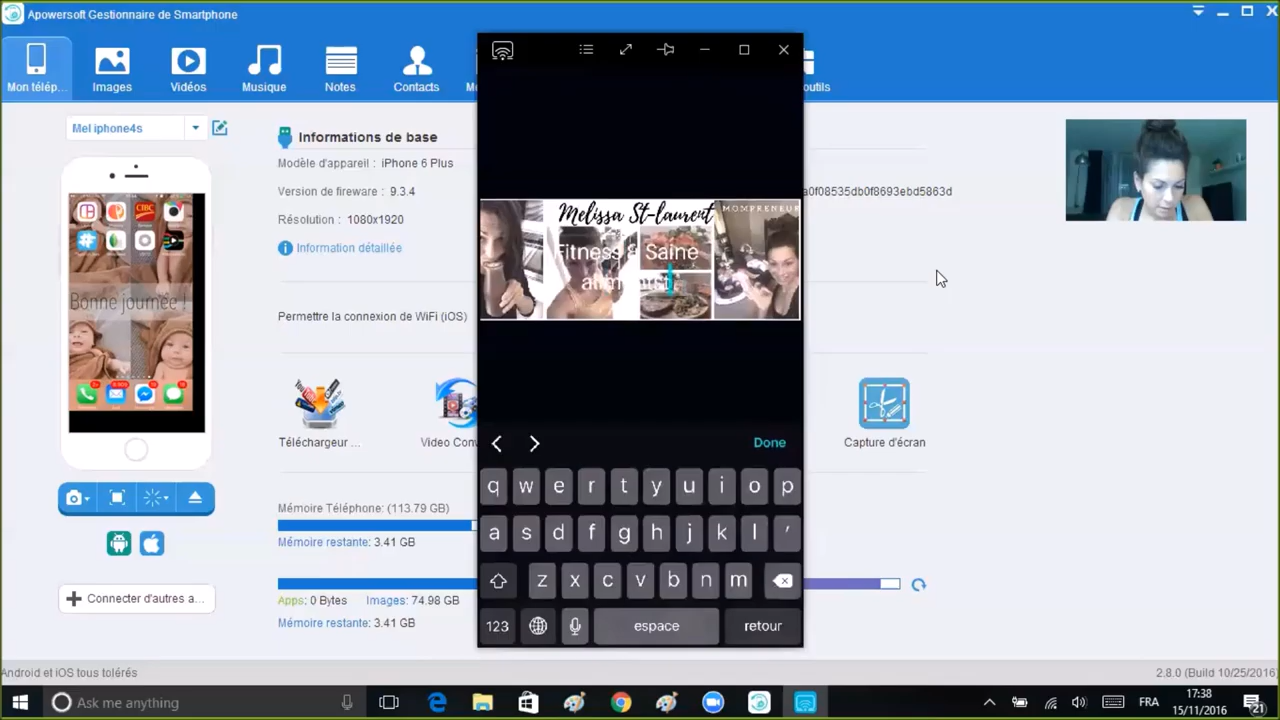 Apowersoft Gestionnaire de Smartphone
Mon télép...
Images
Vidéos
Musique
Notes
Contacts
outils
Mel iphone4s
Informations de base
Modèle d'appareil : iPhone 6 Plus
Version de fireware : 9.3.4
a0f08535db0f8693ebd5863d
Résolution : 1080x1920
Information détaillée
Permettre la connexion de WiFi (iOS)
CIBC
Bonne journée !
Melissa St-laurent
MOMPRENEUR
Fitness & Saine
Téléchargeur ...
Video Conv
Capture d'écran
Done
q w e r t y u i o p
a s d f g h j k l '
z x c v b n m
123 espace retour
Mémoire Téléphone: (113.79 GB)
Mémoire restante: 3.41 GB
Apps: 0 Bytes Images: 74.98 GB
Mémoire restante: 3.41 GB
Connecter d'autres a...
Android et iOS tous tolérés
2.8.0 (Build 10/25/2016)
Ask me anything
FRA
17:38
15/11/2016
21